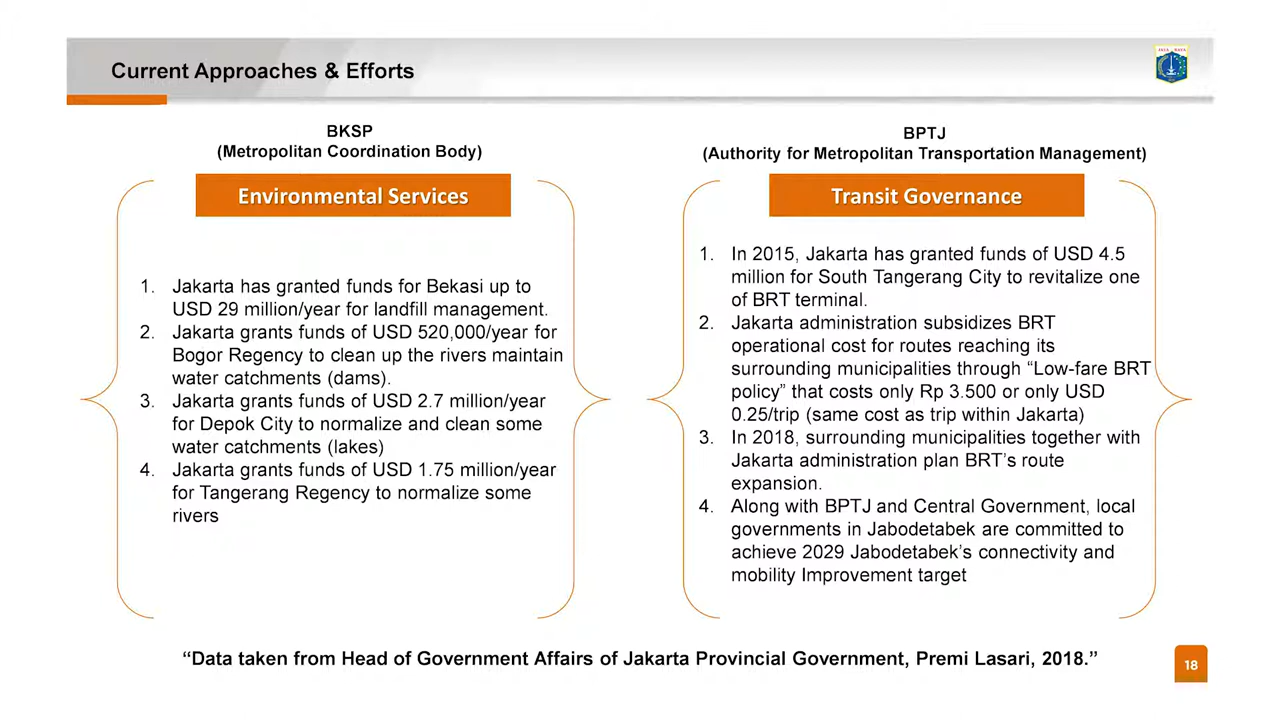 Current Approaches & Efforts
JAYA RAYA
BKSP
(Metropolitan Coordination Body)
Environmental Services
1. Jakarta has granted funds for Bekasi up to
USD 29 million/year for landfill management.
2. Jakarta grants funds of USD 520,000/year for
Bogor Regency to clean up the rivers maintain
water catchments (dams).
3. Jakarta grants funds of USD 2.7 million/year
for Depok City to normalize and clean some
water catchments (lakes)
4. Jakarta grants funds of USD 1.75 million/year
for Tangerang Regency to normalize some
rivers
BPTJ
(Authority for Metropolitan Transportation Management)
Transit Governance
1. In 2015, Jakarta has granted funds of USD 4.5
million for South Tangerang City to revitalize one
of BRT terminal.
2. Jakarta administration subsidizes BRT
operational cost for routes reaching its
surrounding municipalities through “Low-fare BRT
policy” that costs only Rp 3.500 or only USD
0.25/trip (same cost as trip within Jakarta)
3. In 2018, surrounding municipalities together with
Jakarta administration plan BRT’s route
expansion.
4. Along with BPTJ and Central Government, local
governments in Jabodetabek are committed to
achieve 2029 Jabodetabek’s connectivity and
mobility Improvement target
“Data taken from Head of Government Affairs of Jakarta Provincial Government, Premi Lasari, 2018.”
18